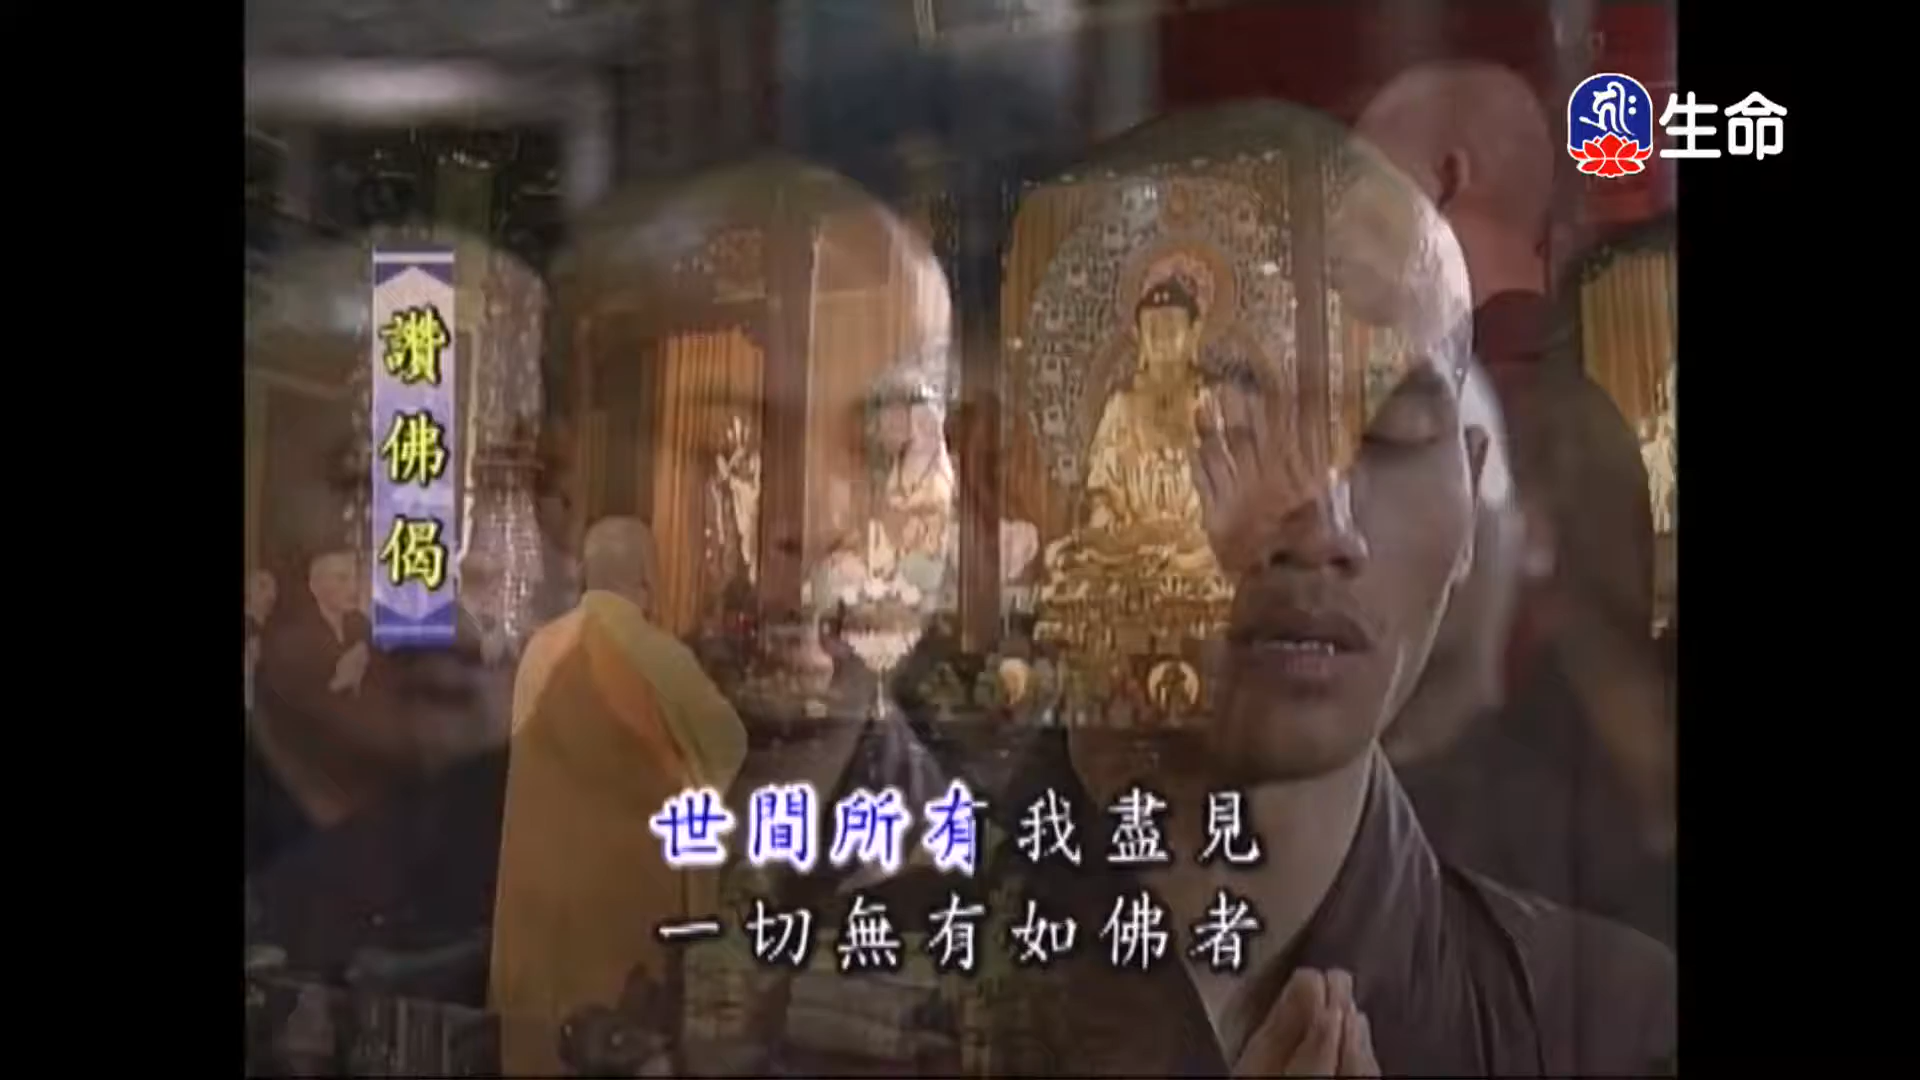 生命
讚佛偈
世間所有我盡見
一切無有如佛者